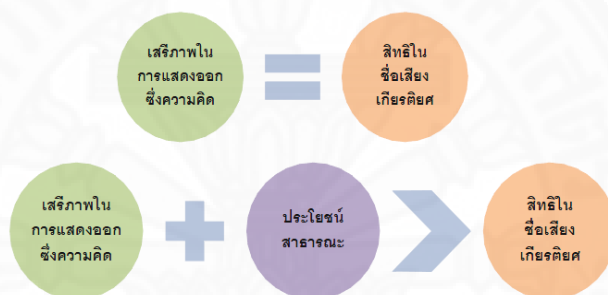 เสรีภาพใน
การแสดงออก
ซึ่งความคิด
สิทธิใน
ชื่อเสียง
เกียรติยศ
เสรีภาพใน
การแสดงออก
ซึ่งความคิด
ประโยชน์
สาธารณะ
สิทธิใน
ชื่อเสียง
เกียรติยศ